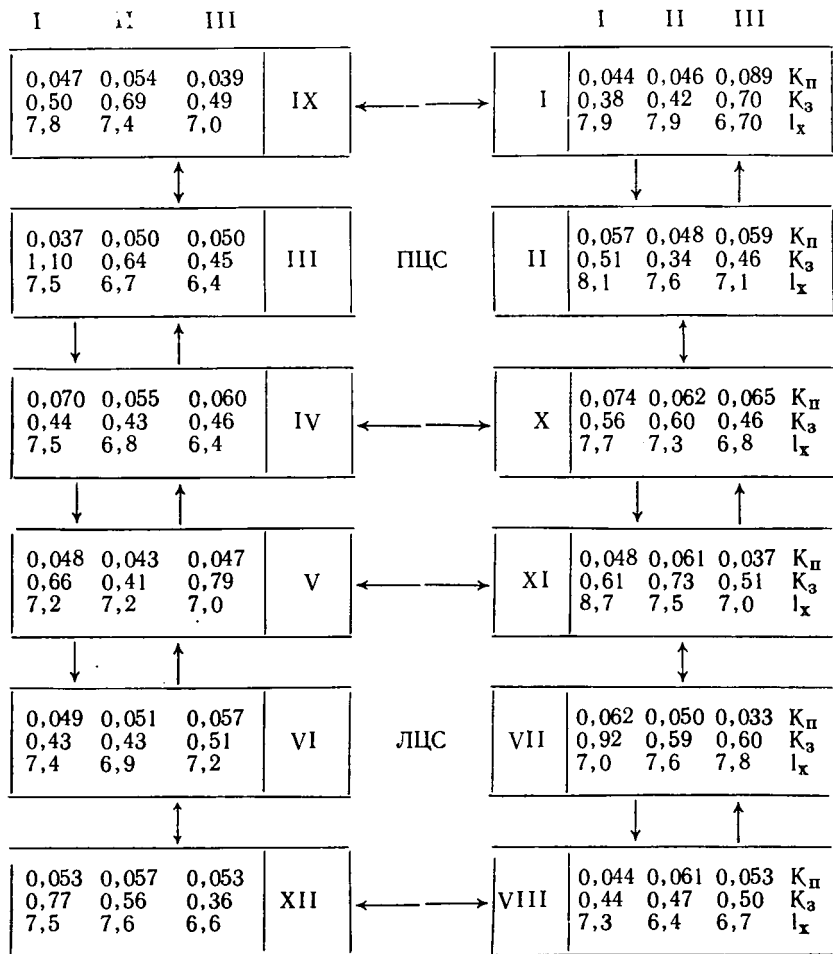 I II III I II III
0,047 0,054 0,039 0,044 0,046 0,089 Kп
0,50 0,69 0,49 IX I 0,38 0,42 0,70 Kз
7,8 7,4 7,0 7,9 7,9 6,70 lx
0,037 0,050 0,050 0,057 0,048 0,059 Kп
1,10 0,64 0,45 III ПЦС II 0,51 0,34 0,46 Kз
7,5 6,7 6,4 8,1 7,6 7,1 lx
0,070 0,055 0,060 0,074 0,062 0,065 Kп
0,44 0,43 0,46 IV X 0,56 0,60 0,46 Kз
7,5 6,8 6,4 7,7 7,3 6,8 lx
0,048 0,043 0,047 0,048 0,061 0,037 Kп
0,66 0,41 0,79 V XI 0,61 0,73 0,51 Kз
7,2 7,2 7,0 8,7 7,5 7,0 lx
0,049 0,051 0,057 0,062 0,050 0,033 Kп
0,43 0,43 0,51 VI ЛЦС VII 0,92 0,59 0,60 Kз
7,4 6,9 7,2 7,0 7,6 7,8 lx
0,053 0,057 0,053 0,044 0,061 0,053 Kп
0,77 0,56 0,36 XII VIII 0,44 0,47 0,50 Kз
7,5 7,6 6,6 7,3 6,4 6,7 lx